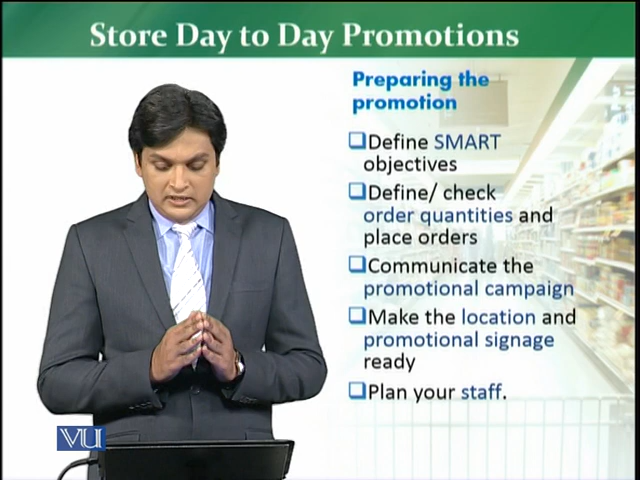 Store Day to Day Promotions
Preparing the
promotion
❑Define SMART
objectives
❑Define/ check
order quantities and
place orders
❑Communicate the
promotional campaign
❑Make the location and
promotional signage
ready
❑Plan your staff.
VU